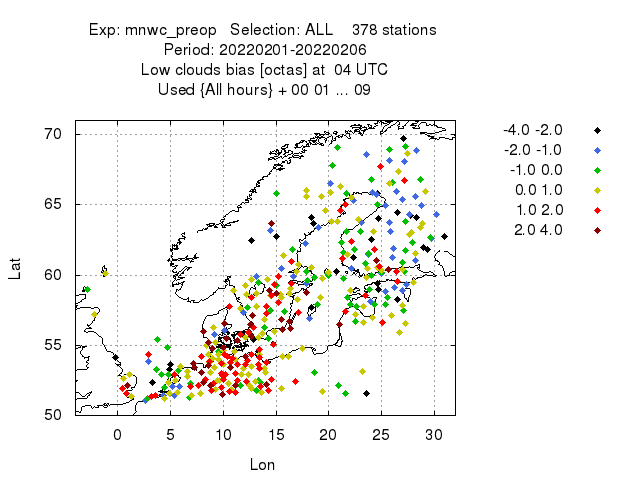 Exp: mnwc_preop Selection: ALL 378 stations
Period: 20220201-20220206
Low clouds bias [octas] at 04 UTC
Used {All hours} + 00 01 ... 09
70
65
60
55
50
0 5 10 15 20 25 30
Lat
Lon
-4.0 -2.0
-2.0 -1.0
-1.0 0.0
0.0 1.0
1.0 2.0
2.0 4.0